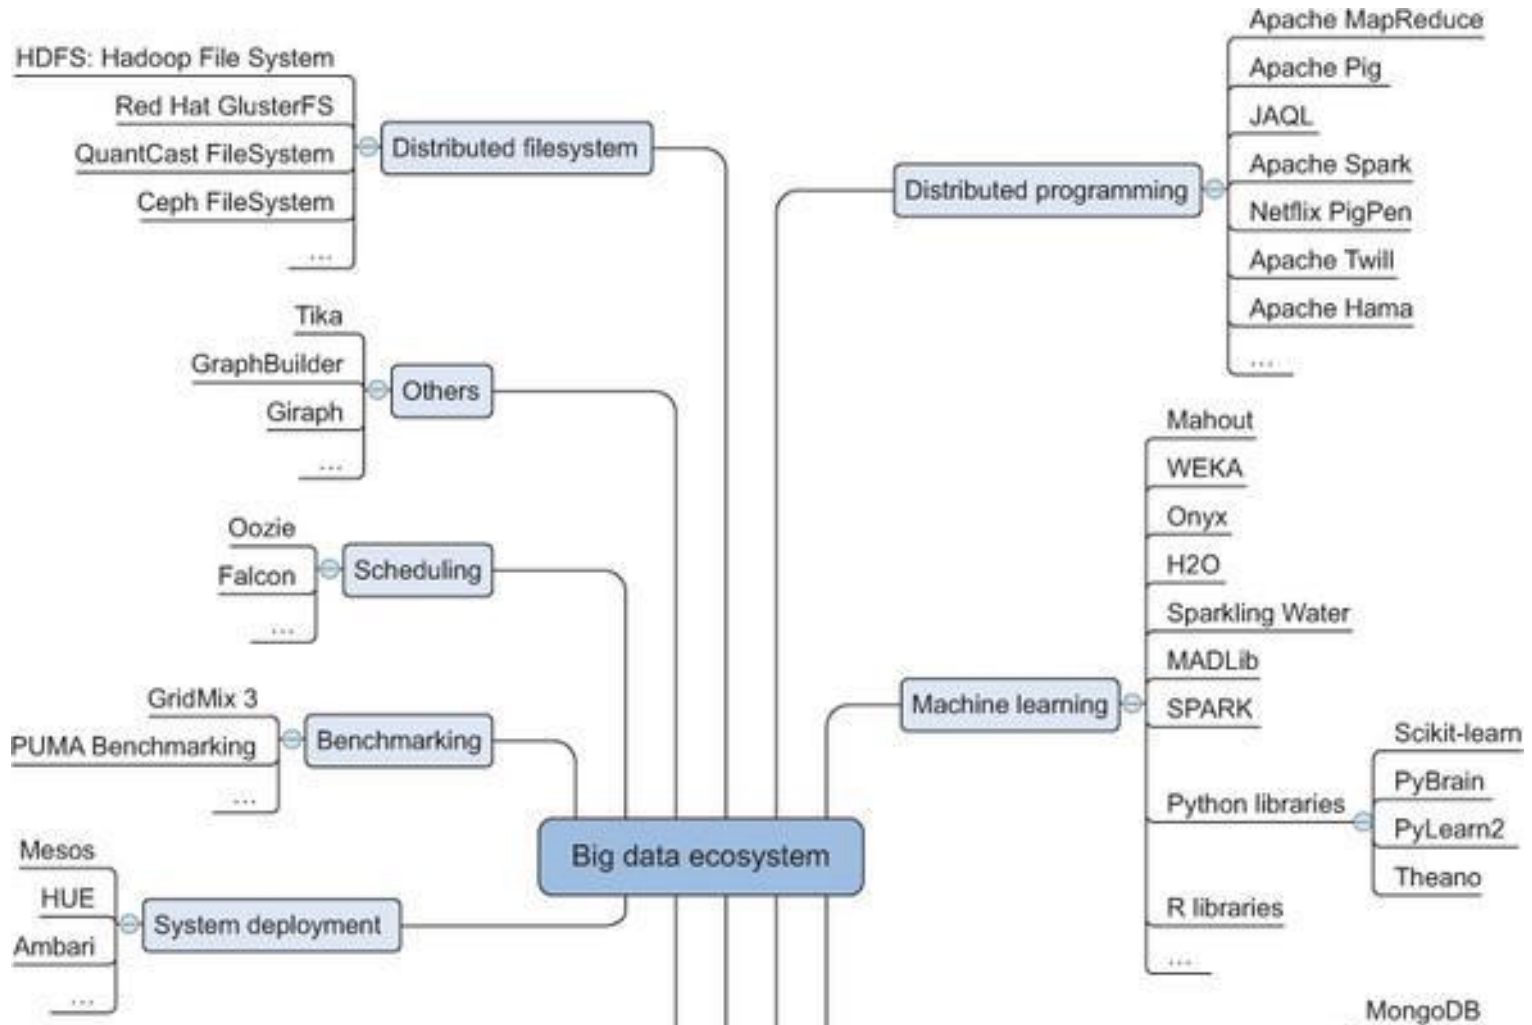 HDFS: Hadoop File System
Red Hat GlusterFS
QuantCast FileSystem
Ceph FileSystem
...
Distributed filesystem
Tika
GraphBuilder
Giraph
...
Others
Oozie
Falcon
...
Scheduling
GridMix 3
PUMA Benchmarking
...
Benchmarking
Mesos
HUE
Ambari
...
System deployment
Big data ecosystem
Distributed programming
Apache MapReduce
Apache Pig
JAQL
Apache Spark
Netflix PigPen
Apache Twill
Apache Hama
...
Machine learning
Mahout
WEKA
Onyx
H2O
Sparkling Water
MADLib
SPARK
Python libraries
Scikit-learn
PyBrain
PyLearn2
Theano
R libraries
...
MongoDB